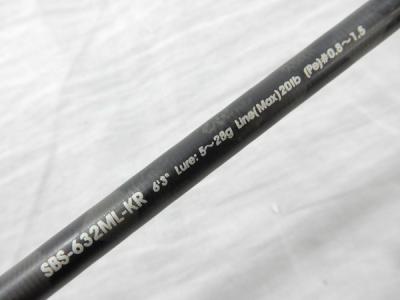 SBS-632ML-KR 6'3" Lure: 5〜28g Line(Max)20lb (Pe)#0.8〜1.5